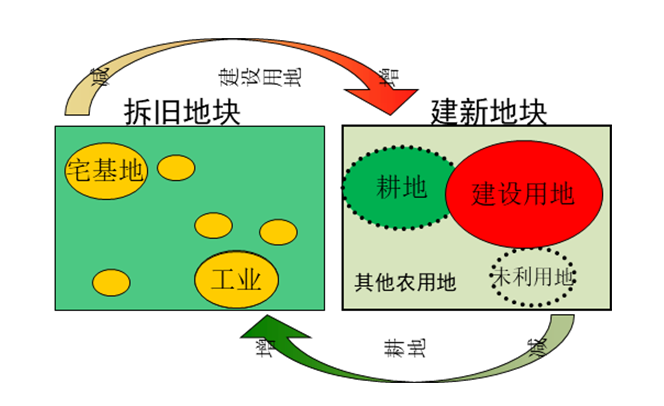 减 建设用地 增
拆旧地块 建新地块
宅基地
耕地
建设用地
工业
其他农用地
未利用地
增 耕地 减